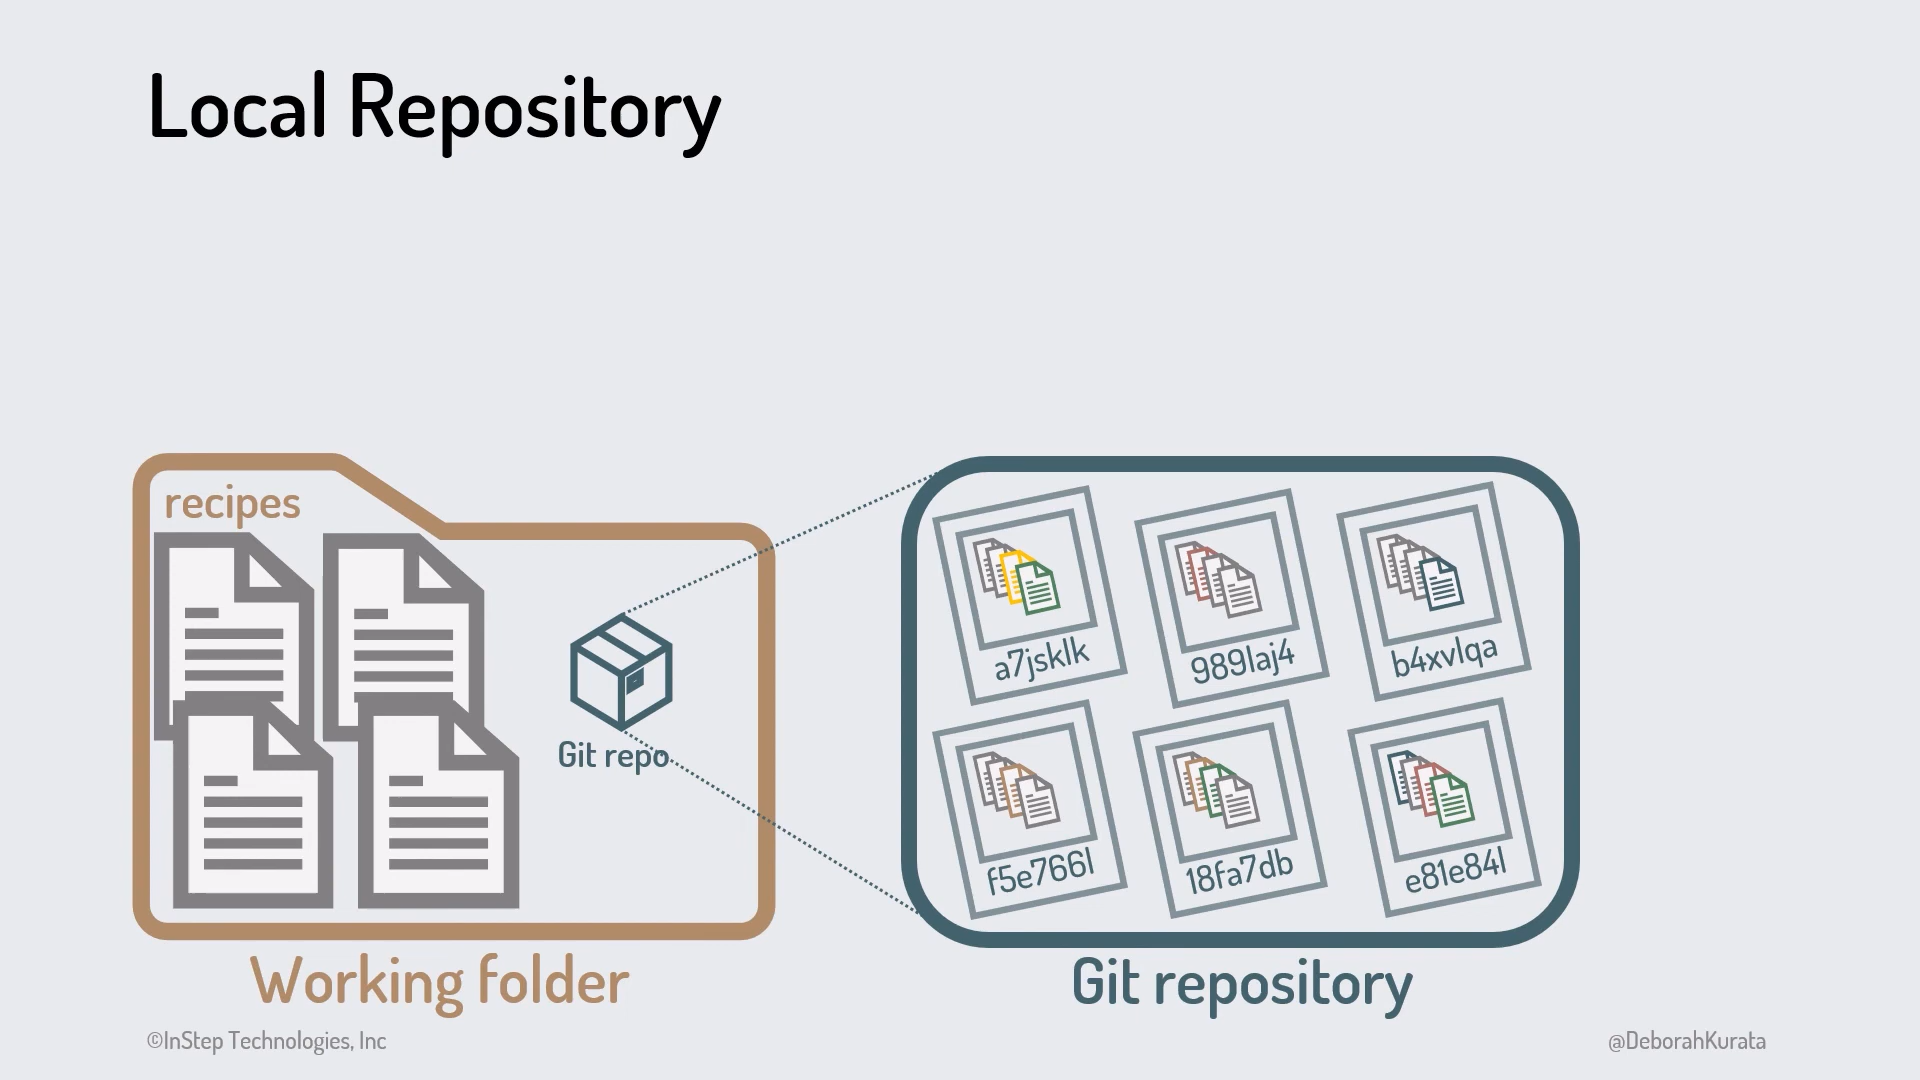 Local Repository
recipes
Git repo
a7jsklk
989laj4
b4xvlqa
f5e766l
18fa7db
e81e84l
Working folder
Git repository
©InStep Technologies, Inc
@DeborahKurata